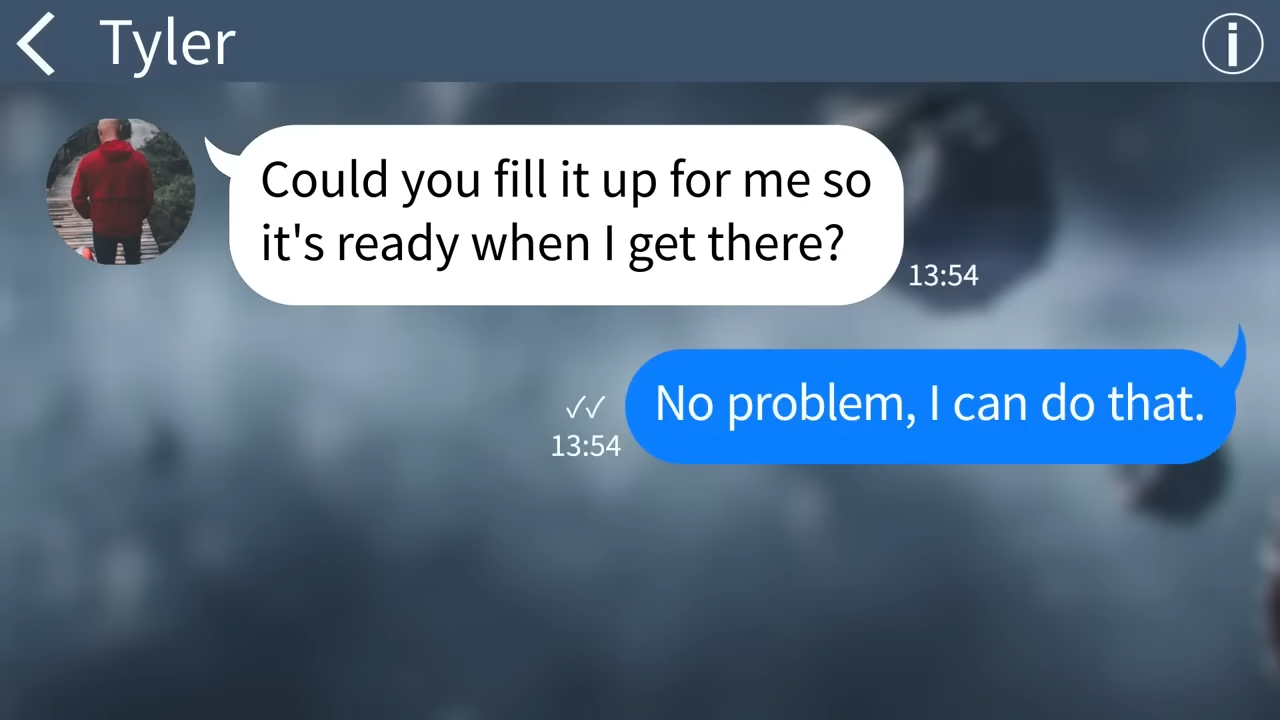 Tyler
Could you fill it up for me so
it's ready when I get there?
13:54
No problem, I can do that.
✓✓
13:54